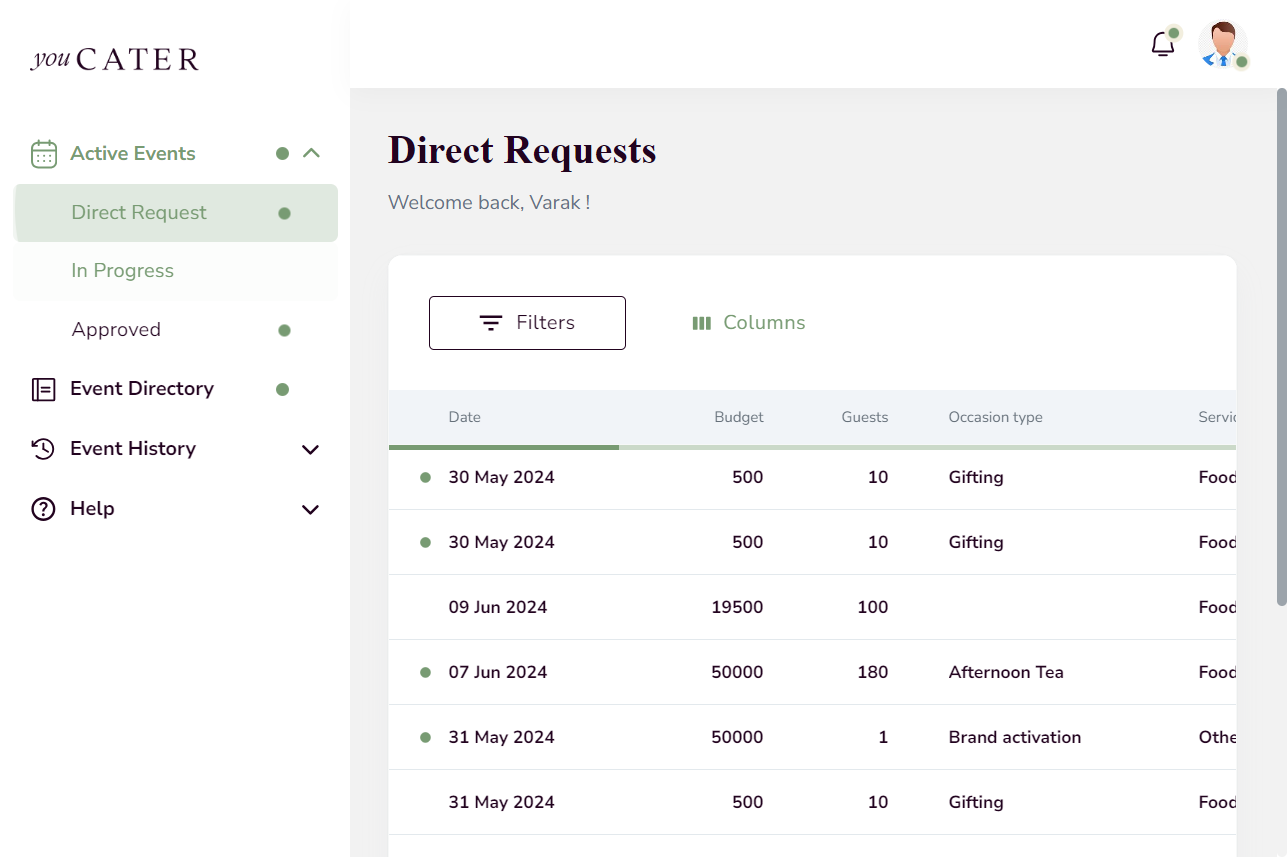 you CATER
Active Events
Direct Request
In Progress
Approved
Event Directory
Event History
Help
Direct Requests
Welcome back, Varak !
Filters
Columns
Date Budget Guests Occasion type Servic
30 May 2024 500 10 Gifting Food
30 May 2024 500 10 Gifting Food
09 Jun 2024 19500 100 Food
07 Jun 2024 50000 180 Afternoon Tea Food
31 May 2024 50000 1 Brand activation Othe
31 May 2024 500 10 Gifting Food